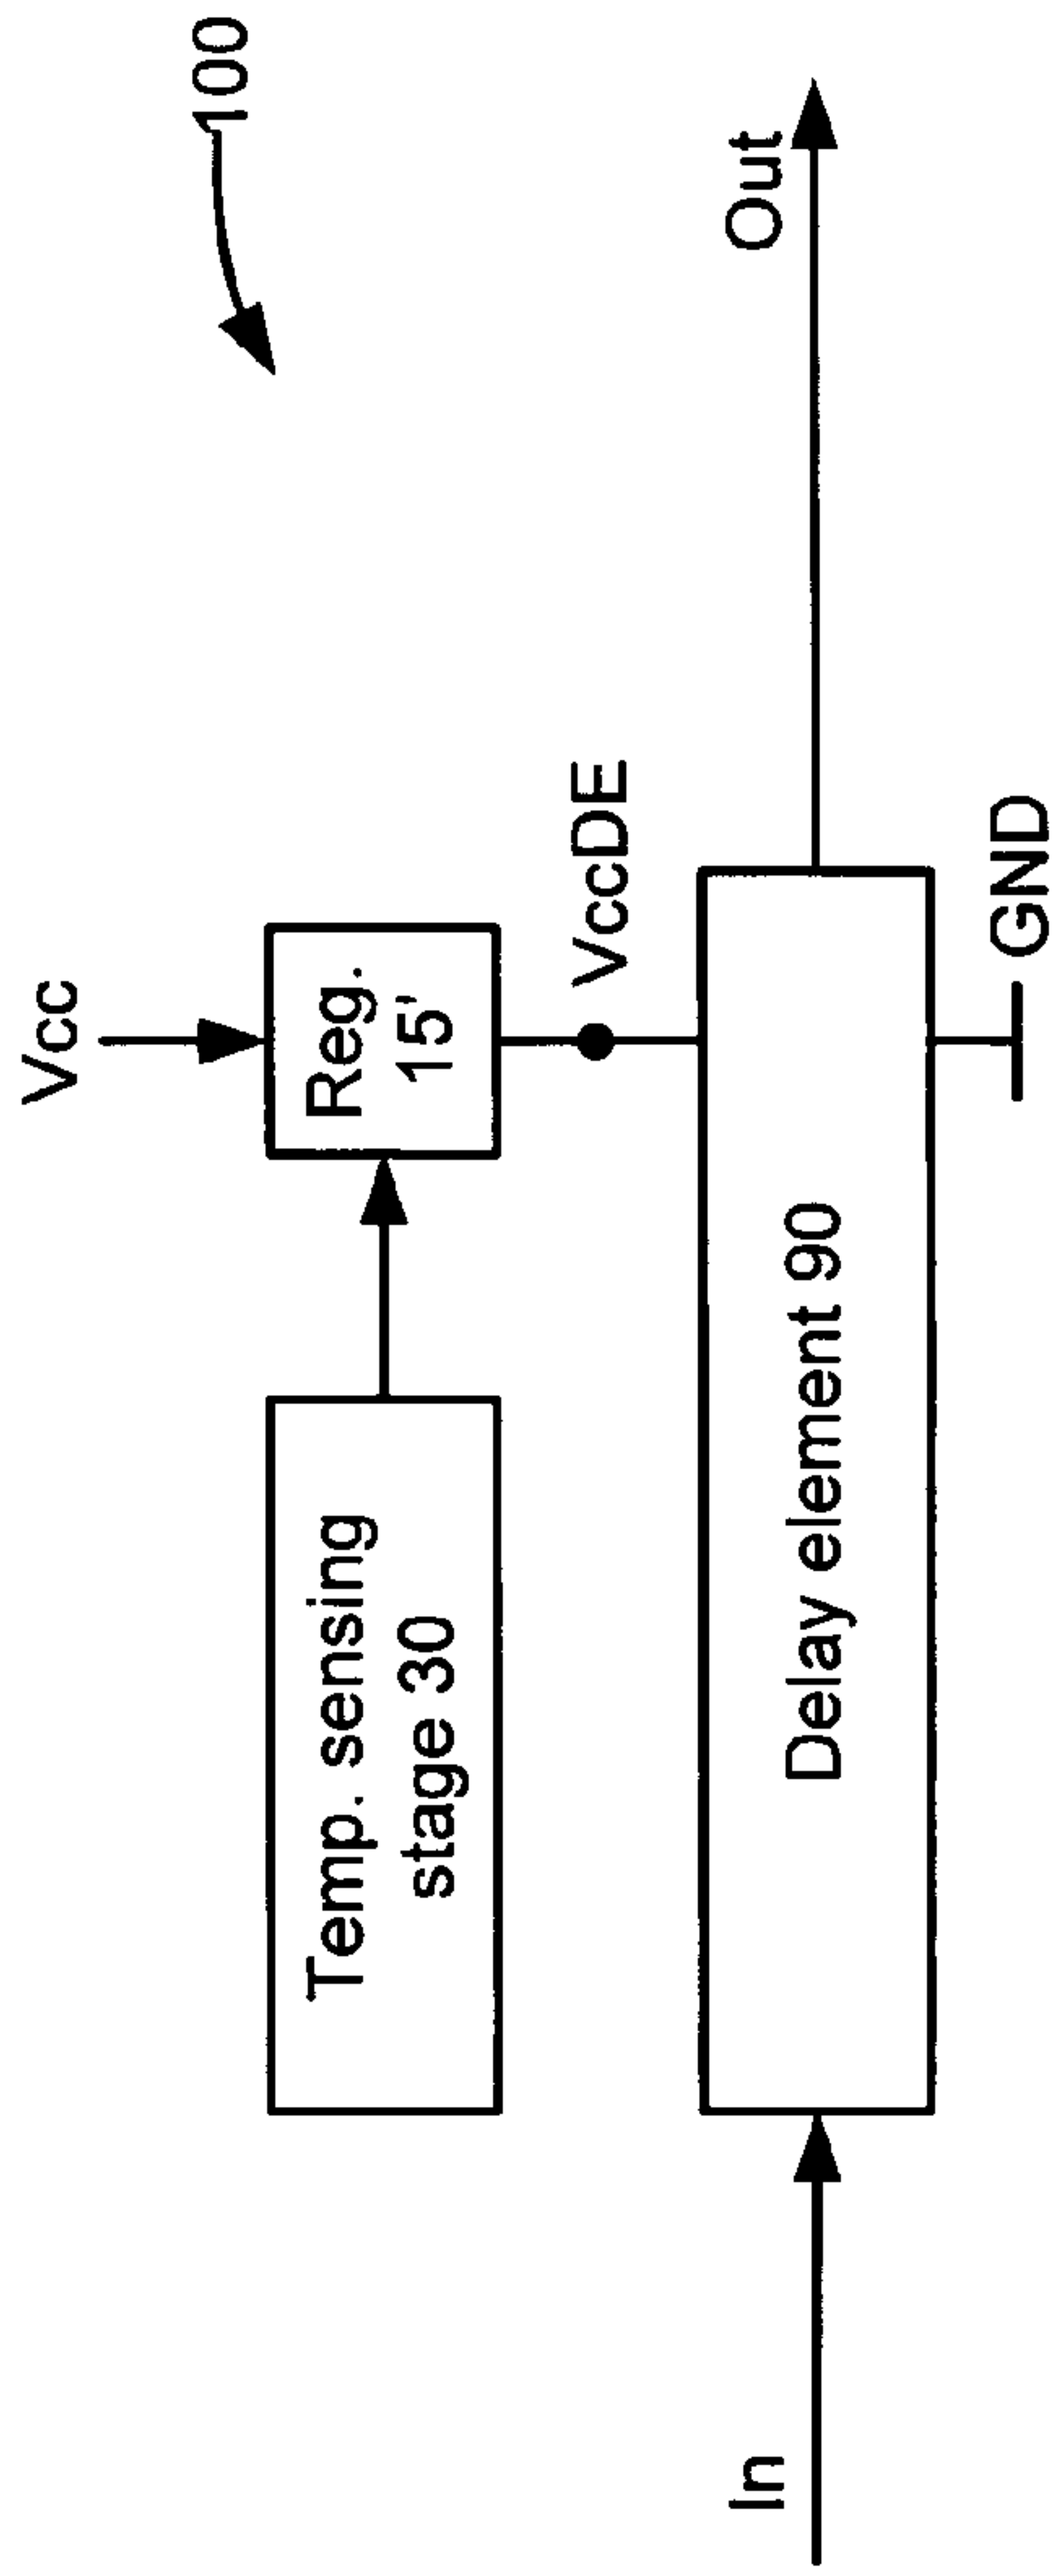 100
Vcc
Temp. sensing
stage 30
Reg.
15'
VccDE
In
Out
Delay element 90
GND